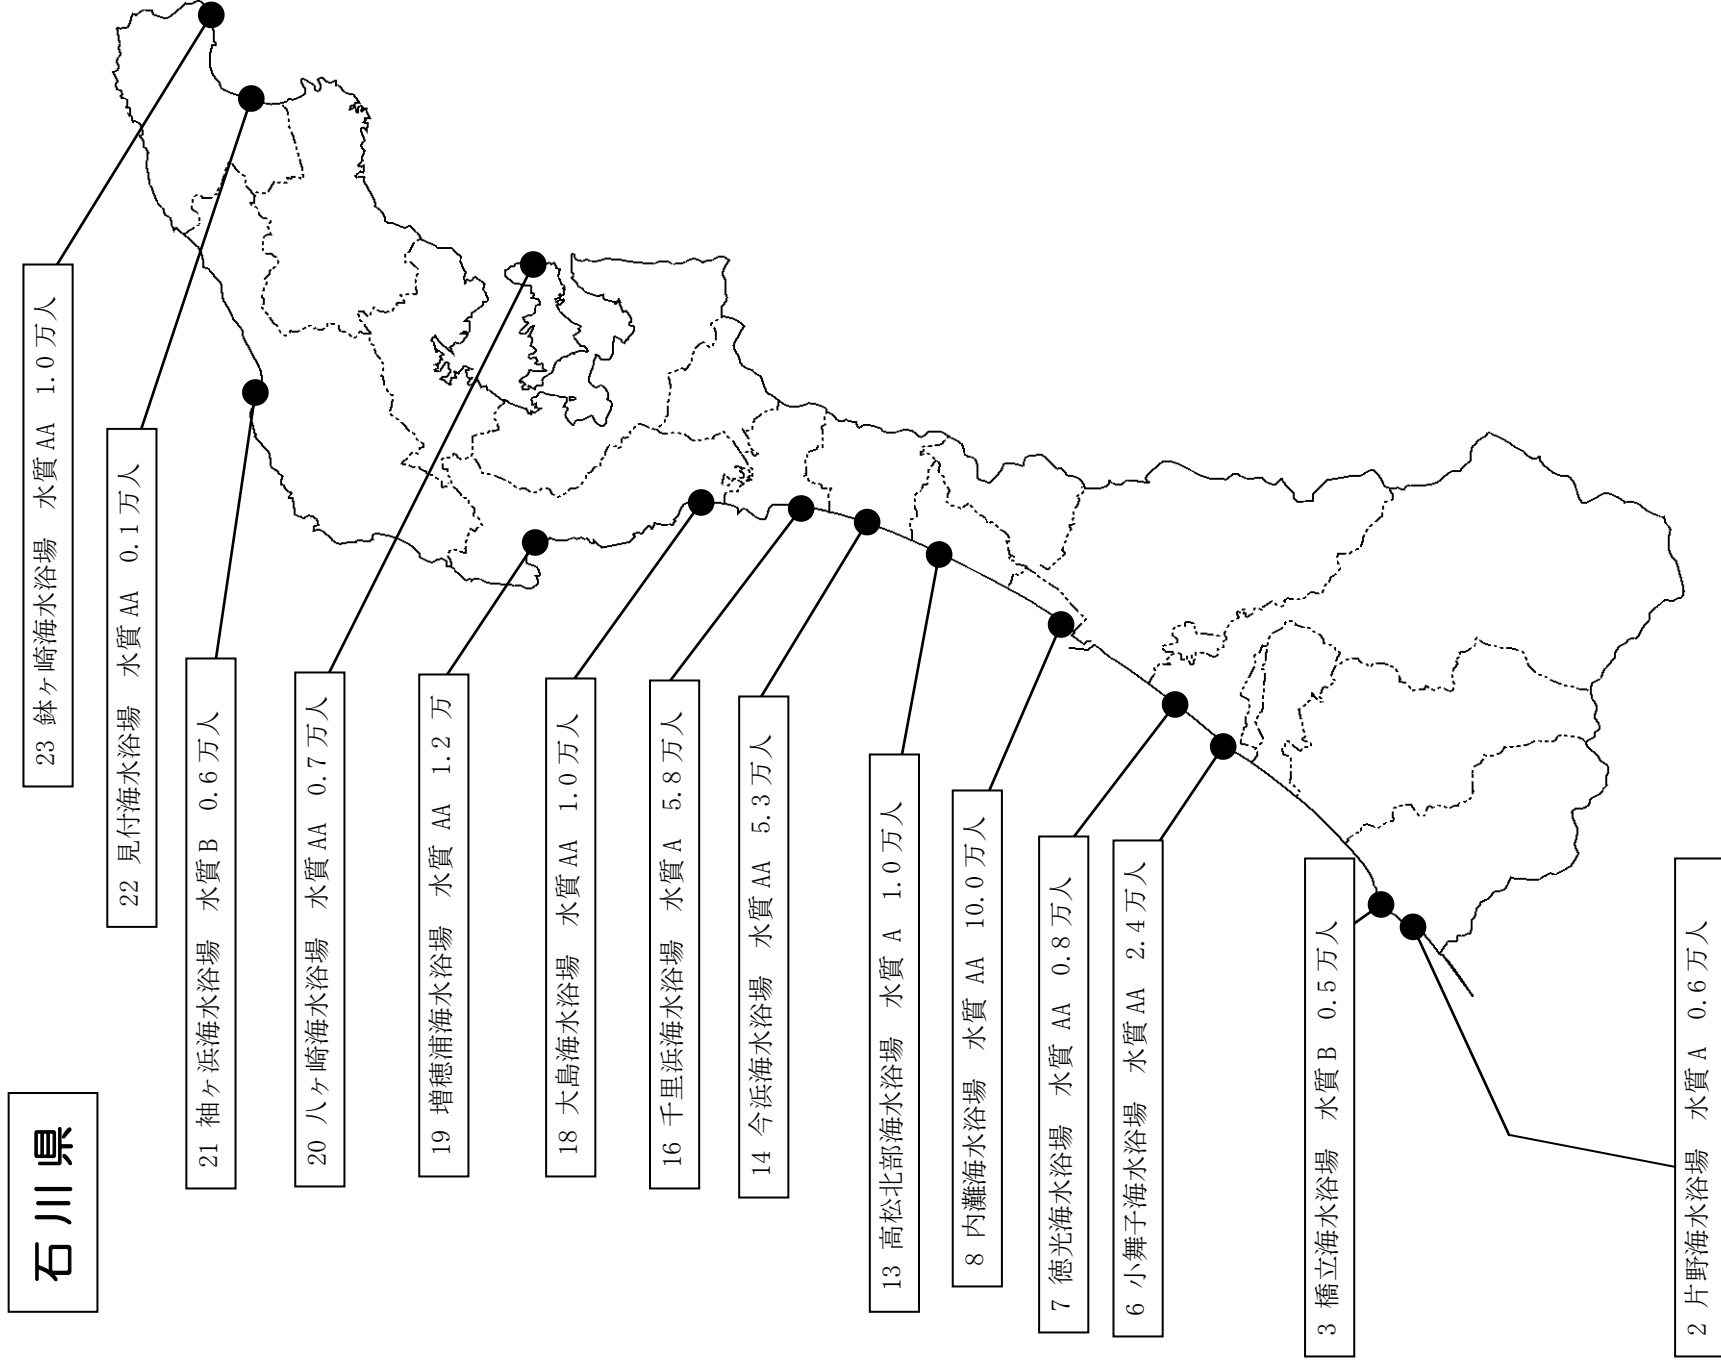 石川県
23 鉢ヶ崎海水浴場 水質AA 1.0万人
22 見付海水浴場 水質AA 0.1万人
21 袖ヶ浜海水浴場 水質B 0.6万人
20 八ヶ崎海水浴場 水質AA 0.7万人
19 増穂浦海水浴場 水質 AA 1.2 万
18 大島海水浴場 水質AA 1.0万人
16 千里浜海水浴場 水質A 5.8万人
14 今浜海水浴場 水質AA 5.3万人
13 高松北部海水浴場 水質 A 1.0万人
8 内灘海水浴場 水質 AA 10.0万人
7 徳光海水浴場 水質 AA 0.8万人
6 小舞子海水浴場 水質AA 2.4万人
3 橋立海水浴場 水質B 0.5万人
2 片野海水浴場 水質A 0.6万人